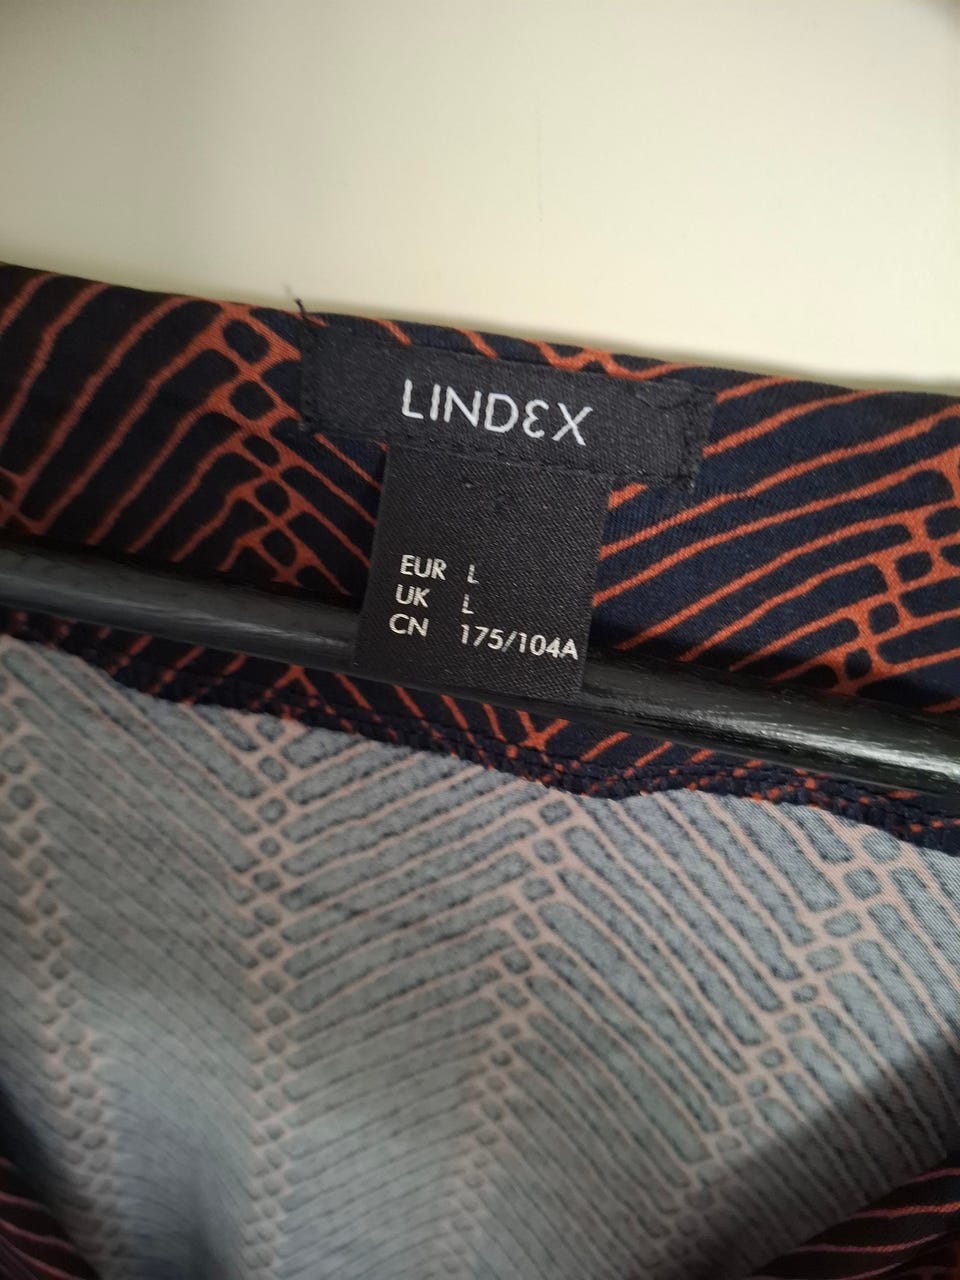 LINDEX
EUR L
UK L
CN 175/104A